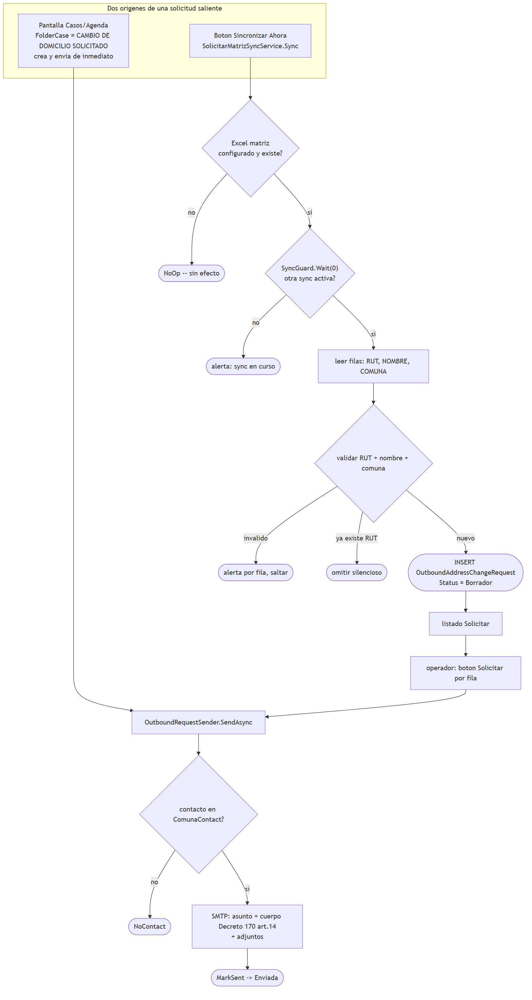 Dos origenes de una solicitud saliente
Pantalla Casos/Agenda
FolderCase = CAMBIO DE
DOMICILIO SOLICITADO
crea y envia de inmediato
Boton Sincronizar Ahora
SolicitarMatrizSyncService.Sync
Excel matriz
configurado y existe?
no
si
NoOp -- sin efecto
SyncGuard.Wait(0)
otra sync activa?
no
si
alerta: sync en curso
leer filas: RUT, NOMBRE,
COMUNA
validar RUT + nombre +
comuna
invalido
ya existe RUT
nuevo
alerta por fila, saltar
omitir silencioso
INSERT
OutboundAddressChangeRequest
Status = Borrador
listado Solicitar
operador: boton Solicitar
por fila
OutboundRequestSender.SendAsync
contacto en
ComunaContact?
no
si
NoContact
SMTP: asunto + cuerpo
Decreto 170 art.14
+ adjuntos
MarkSent -> Enviada